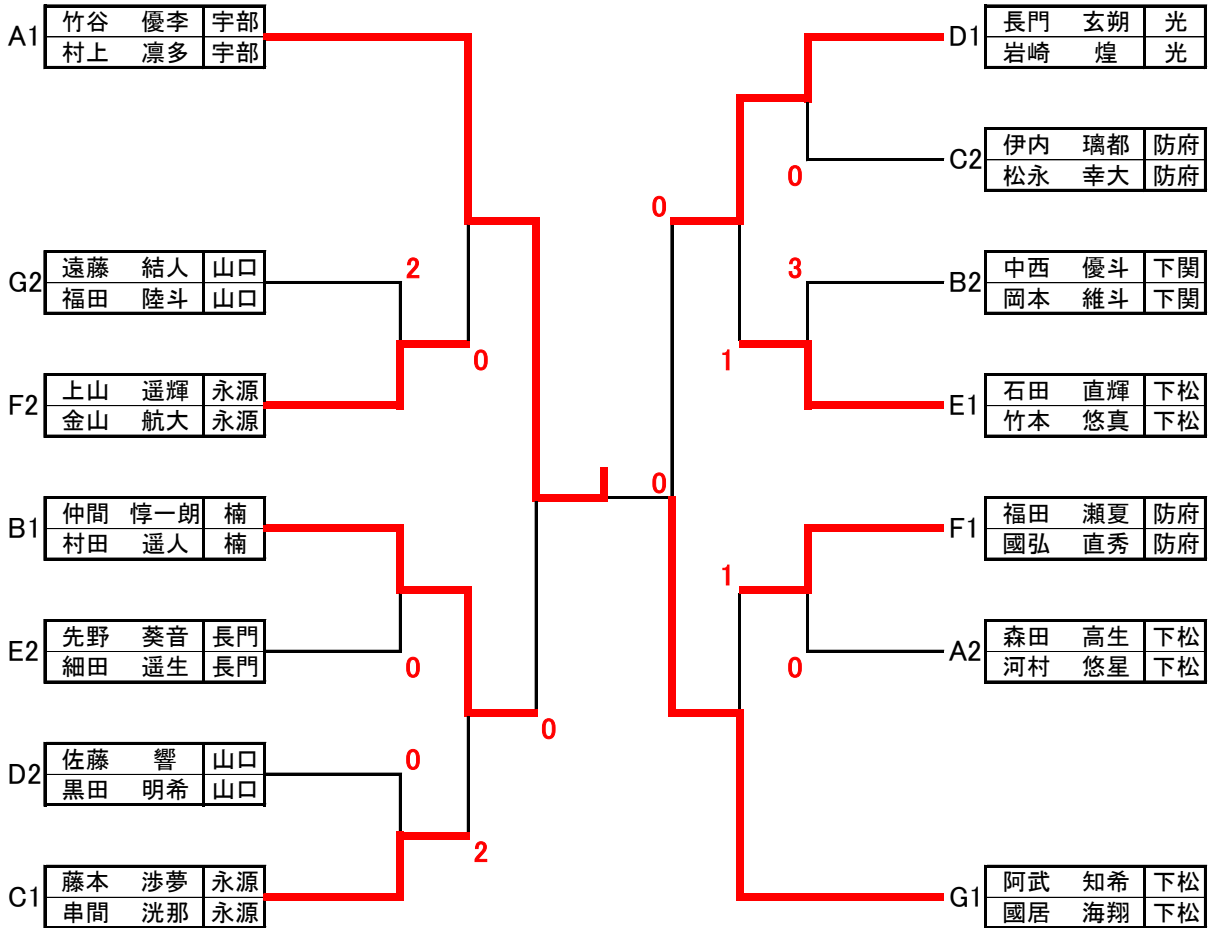 A1 竹谷 優李 宇部
村上 凛多 宇部
2
G2 遠藤 結人 山口
福田 陸斗 山口
0
F2 上山 遥輝 永源
金山 航大 永源
B1 仲間 惇一朗 楠
村田 遥人 楠
E2 先野 葵音 長門
細田 遥生 長門
0
0
D2 佐藤 響 山口
黒田 明希 山口
0
2
C1 藤本 渉夢 永源
串間 洸那 永源
D1 長門 玄朔 光
岩崎 煌 光
C2 伊内 璃都 防府
松永 幸大 防府
0
0
3
B2 中西 優斗 下関
岡本 維斗 下関
1
E1 石田 直輝 下松
竹本 悠真 下松
0
F1 福田 瀬夏 防府
國弘 直秀 防府
1
A2 森田 高生 下松
河村 悠星 下松
0
G1 阿武 知希 下松
國居 海翔 下松